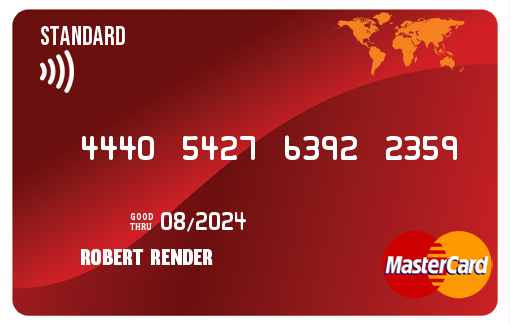 STANDARD
4440 5427 6392 2359
GOOD THRU 08/2024
ROBERT RENDER
MasterCard